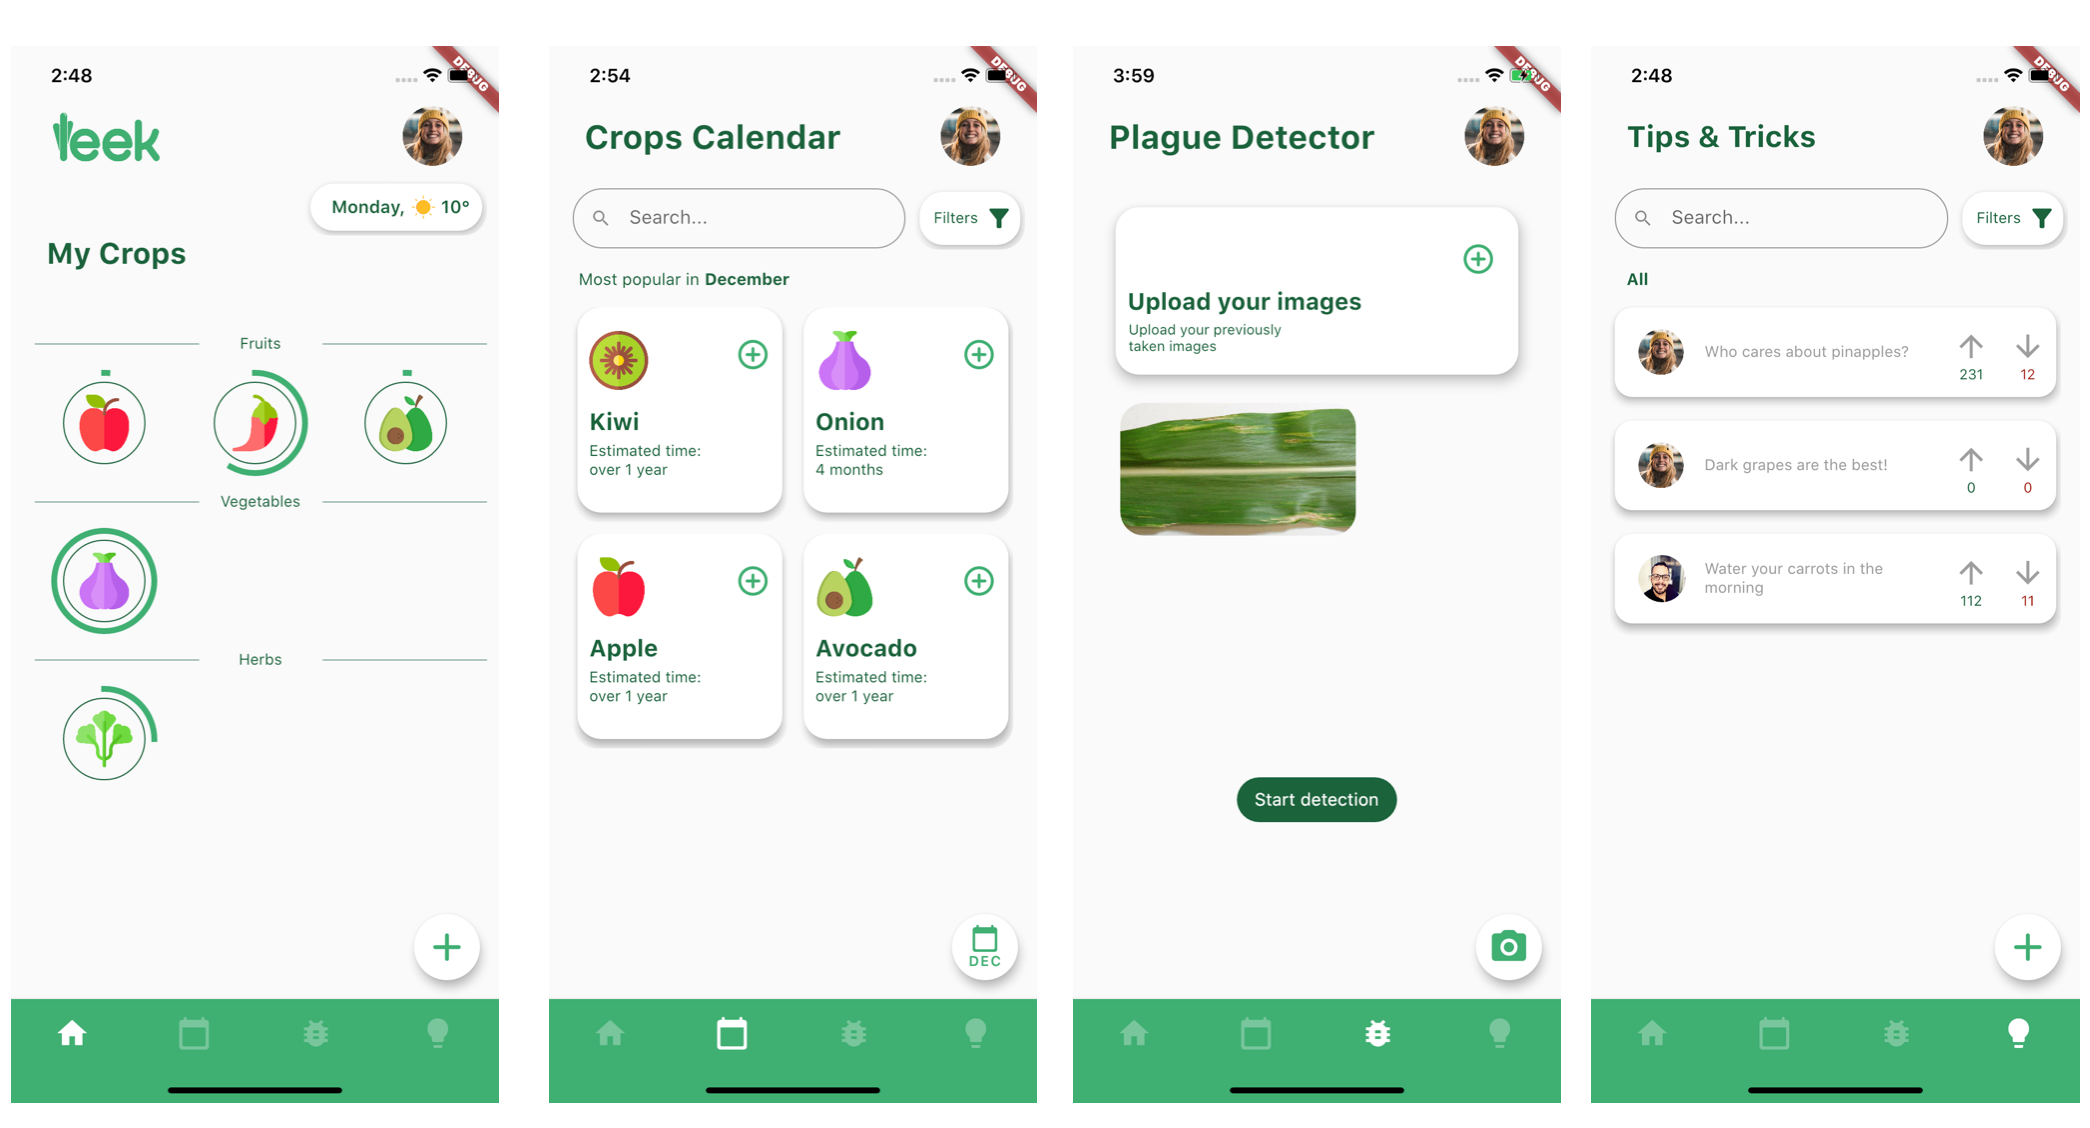 2:48
DEBUG
leek
Monday, 10°
My Crops
Fruits
Vegetables
Herbs
2:54
DEBUG
Crops Calendar
Search...
Filters
Most popular in December
Kiwi
Estimated time:
over 1 year
Onion
Estimated time:
4 months
Apple
Estimated time:
over 1 year
Avocado
Estimated time:
over 1 year
DEC
3:59
DEBUG
Plague Detector
Upload your images
Upload your previously
taken images
Start detection
2:48
DEBUG
Tips & Tricks
Search...
Filters
All
Who cares about pinapples?
231
12
Dark grapes are the best!
0
0
Water your carrots in the
morning
112
11